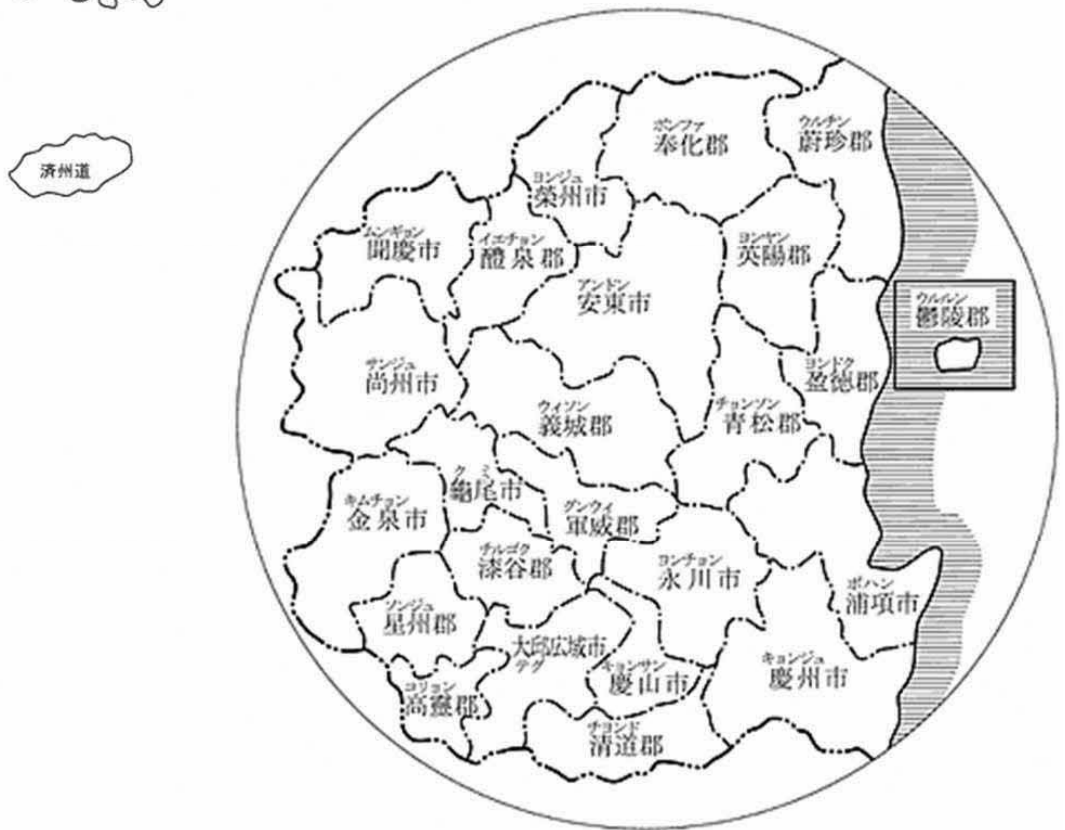 済州道
ボンファ
奉化郡
ウルチン
蔚珍郡
ヨンジュ
榮州市
ムンギョン
聞慶市
イエチョン
醴泉郡
ヨンヤン
英陽郡
アンドン
安東市
ウルルン
鬱陵郡
サンジュ
尚州市
ヨンドク
盈徳郡
ウィソン
義城郡
チョンソン
青松郡
クミ
龜尾市
キムチョン
金泉市
グンウィ
軍威郡
チルゴク
漆谷郡
ヨンチョン
永川市
ポハン
浦項市
ソンジュ
星州郡
大邱広域市
テグ
キョンサン
慶山市
キョンジュ
慶州市
コリョン
高靈郡
チョンド
清道郡